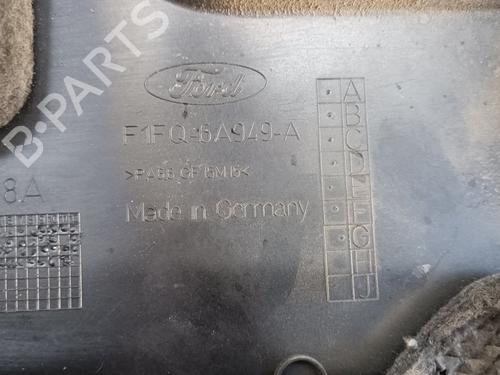 B-PARTS
Ford
F1FQ-6A949-A
>PA66 GF15M15<
Made in Germany
8A
A
B
C
D
E
F
G
H
J